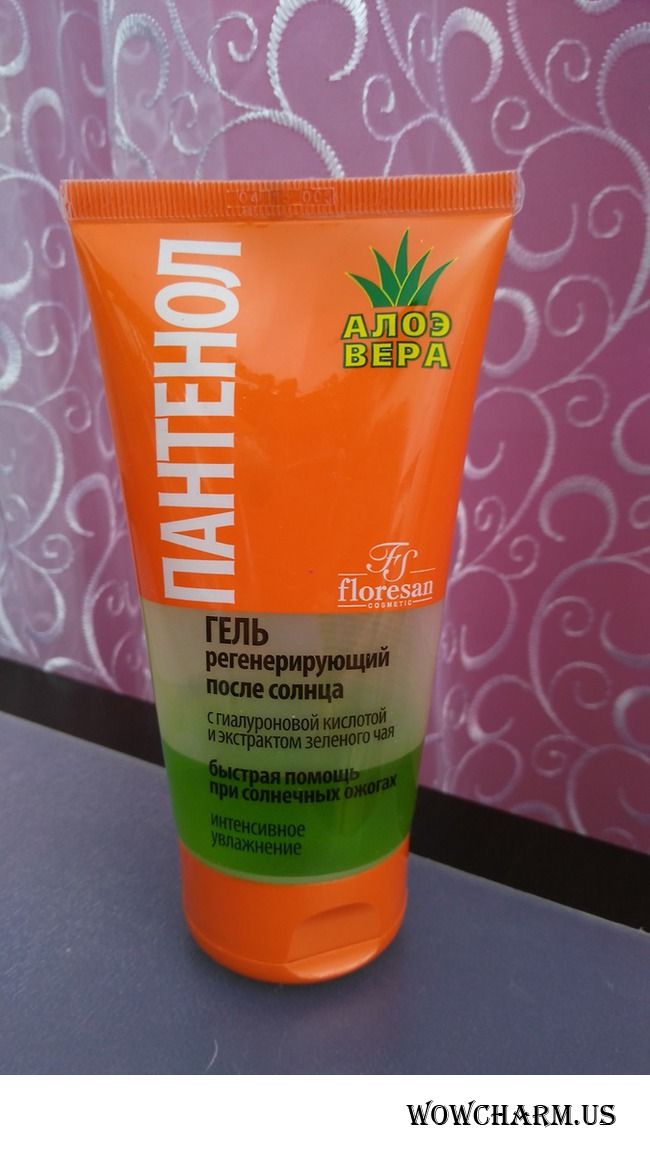 ПАНТЕНОЛ
АЛОЭ
ВЕРА
FS
floresan
COSMETIC
ГЕЛЬ
регенерирующий
после солнца
с гиалуроновой кислотой
и экстрактом зеленого чая
быстрая помощь
при солнечных ожогах
интенсивное
увлажнение
WOWCHARM.US